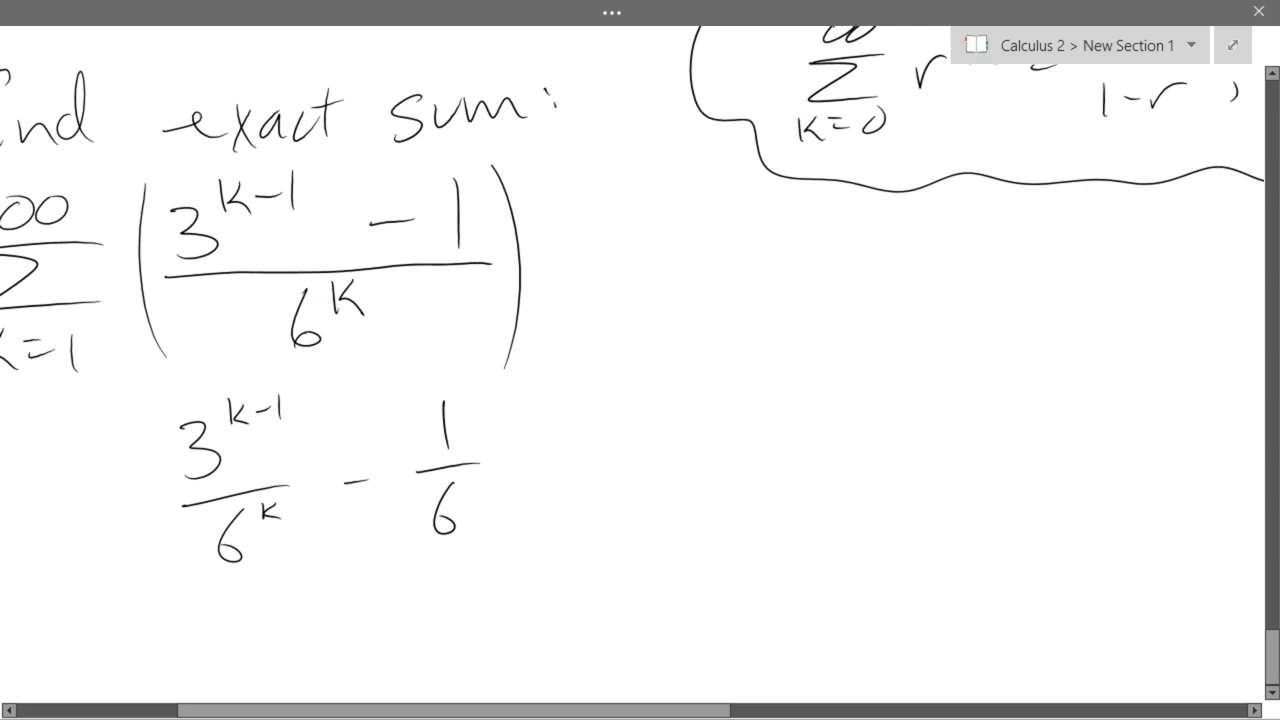 Calculus 2 > New Section 1
∞
Σ r
k=0
1-r ,
exact sum:
∞
Σ ( (3^(k-1) - 1) / 6^k )
k=1
3^(k-1) / 6^k - 1 / 6